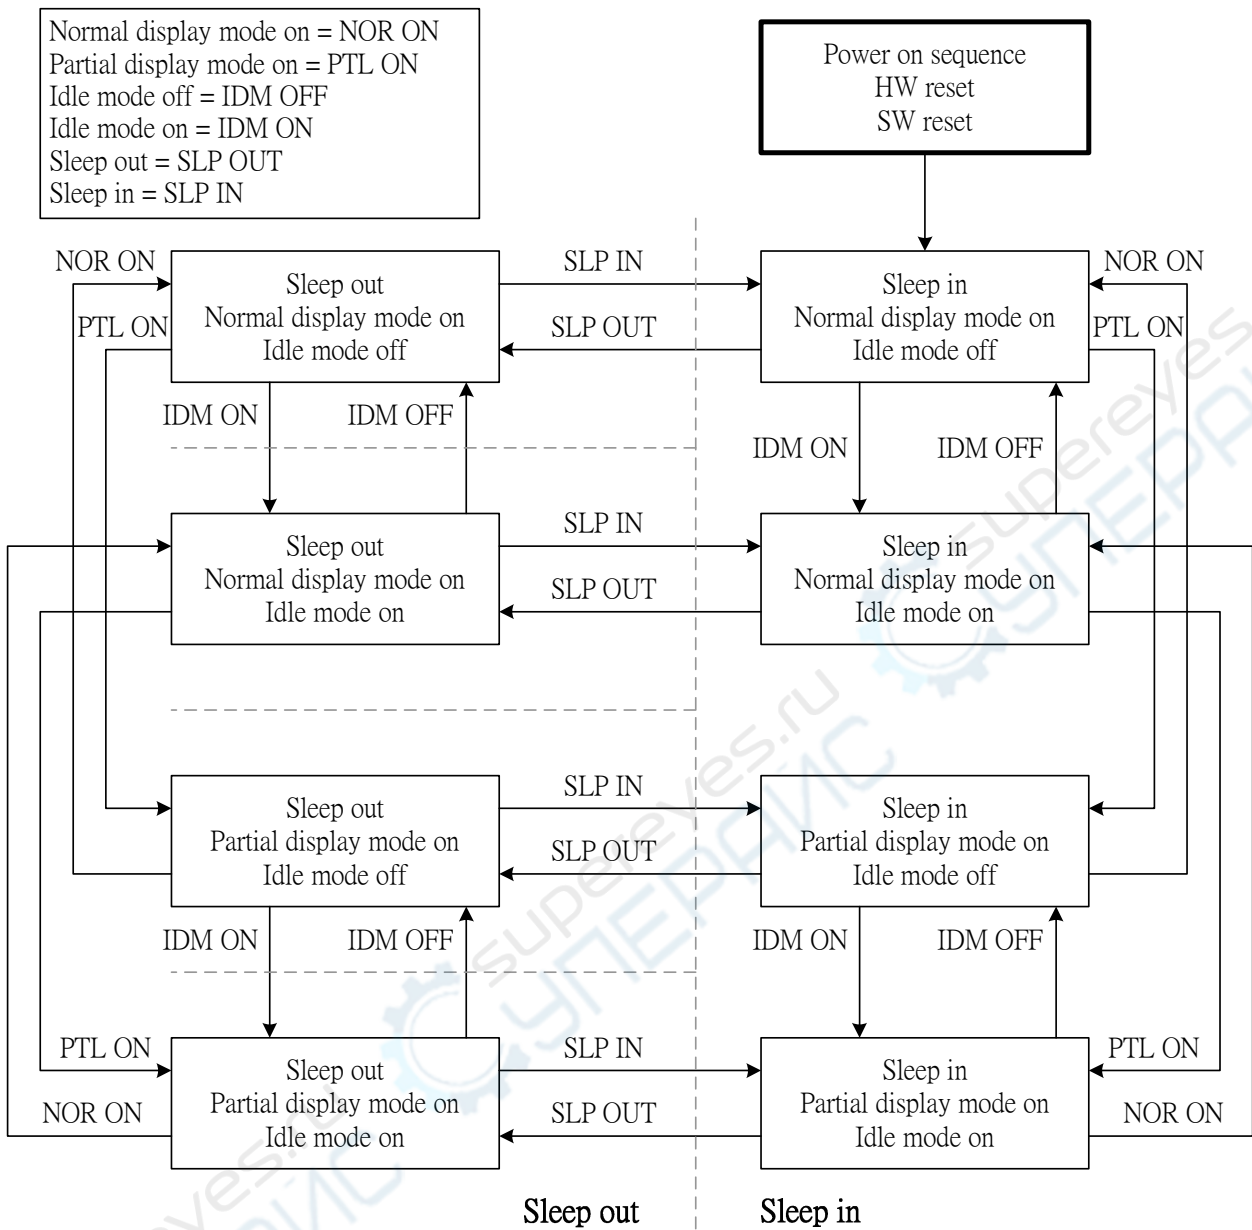 Normal display mode on = NOR ON
Partial display mode on = PTL ON
Idle mode off = IDM OFF
Idle mode on = IDM ON
Sleep out = SLP OUT
Sleep in = SLP IN
Power on sequence
HW reset
SW reset
NOR ON
Sleep out
Normal display mode on
Idle mode off
SLP IN
SLP OUT
Sleep in
Normal display mode on
Idle mode off
NOR ON
PTL ON
PTL ON
IDM ON
IDM OFF
IDM ON
IDM OFF
Sleep out
Normal display mode on
Idle mode on
SLP IN
SLP OUT
Sleep in
Normal display mode on
Idle mode on
Sleep out
Partial display mode on
Idle mode off
SLP IN
SLP OUT
Sleep in
Partial display mode on
Idle mode off
IDM ON
IDM OFF
IDM ON
IDM OFF
PTL ON
NOR ON
Sleep out
Partial display mode on
Idle mode on
SLP IN
SLP OUT
Sleep in
Partial display mode on
Idle mode on
PTL ON
NOR ON
Sleep out
Sleep in
supereyes
supereyes.ru
СУПЕРАЙС